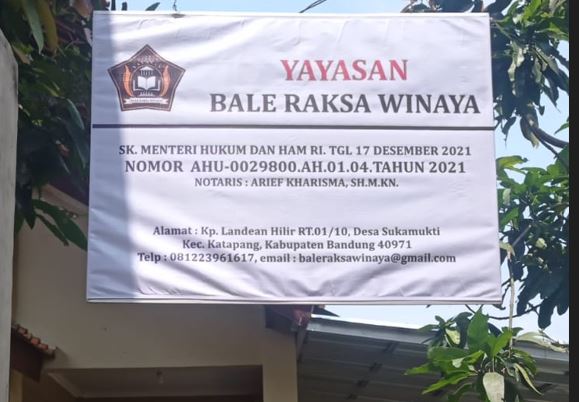 YAYASAN
BALE RAKSA WINAYA
SK. MENTERI HUKUM DAN HAM RI. TGL 17 DESEMBER 2021
NOMOR AHU-0029800.AH.01.04.TAHUN 2021
NOTARIS : ARIEF KHARISMA, SH.M.KN.
Alamat : Kp. Landean Hilir RT.01/10, Desa Sukamukti
Kec. Katapang, Kabupaten Bandung 40971
Telp : 081223961617, email : baleraksawinaya@gmail.com